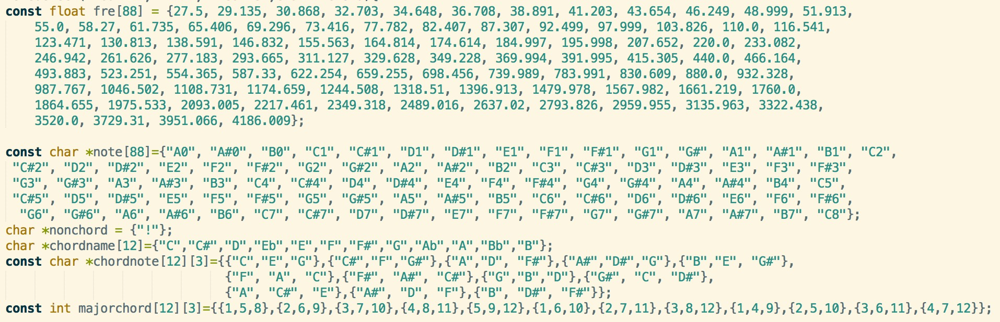 const float fre[88] = {27.5, 29.135, 30.868, 32.703, 34.648, 36.708, 38.891, 41.203, 43.654, 46.249, 48.999, 51.913,
55.0, 58.27, 61.735, 65.406, 69.296, 73.416, 77.782, 82.407, 87.307, 92.499, 97.999, 103.826, 110.0, 116.541,
123.471, 130.813, 138.591, 146.832, 155.563, 164.814, 174.614, 184.997, 195.998, 207.652, 220.0, 233.082,
246.942, 261.626, 277.183, 293.665, 311.127, 329.628, 349.228, 369.994, 391.995, 415.305, 440.0, 466.164,
493.883, 523.251, 554.365, 587.33, 622.254, 659.255, 698.456, 739.989, 783.991, 830.609, 880.0, 932.328,
987.767, 1046.502, 1108.731, 1174.659, 1244.508, 1318.51, 1396.913, 1479.978, 1567.982, 1661.219, 1760.0,
1864.655, 1975.533, 2093.005, 2217.461, 2349.318, 2489.016, 2637.02, 2793.826, 2959.955, 3135.963, 3322.438,
3520.0, 3729.31, 3951.066, 4186.009};
const char *note[88]={"A0", "A#0", "B0", "C1", "C#1", "D1", "D#1", "E1", "F1", "F#1", "G1", "G#", "A1", "A#1", "B1", "C2",
"C#2", "D2", "D#2", "E2", "F2", "F#2", "G2", "G#2", "A2", "A#2", "B2", "C3", "C#3", "D3", "D#3", "E3", "F3", "F#3",
"G3", "G#3", "A3", "A#3", "B3", "C4", "C#4", "D4", "D#4", "E4", "F4", "F#4", "G4", "G#4", "A4", "A#4", "B4", "C5",
"C#5", "D5", "D#5", "E5", "F5", "F#5", "G5", "G#5", "A5", "A#5", "B5", "C6", "C#6", "D6", "D#6", "E6", "F6", "F#6",
"G6", "G#6", "A6", "A#6", "B6", "C7", "C#7", "D7", "D#7", "E7", "F7", "F#7", "G7", "G#7", "A7", "A#7", "B7", "C8"};
char *nonchord = {"!"};
char *chordname[12]={"C","C#","D","Eb","E","F","F#","G","Ab","A","Bb","B"};
const char *chordnote[12][3]={{"C","E","G"},{"C#","F","G#"},{"A","D", "F#"},{"A#","D#","G"},{"B","E", "G#"},
{"F", "A", "C"},{"F#", "A#", "C#"},{"G","B","D"},{"G#", "C", "D#"},
{"A", "C#", "E"},{"A#", "D", "F"},{"B", "D#", "F#"}};
const int majorchord[12][3]={{1,5,8},{2,6,9},{3,7,10},{4,8,11},{5,9,12},{1,6,10},{2,7,11},{3,8,12},{1,4,9},{2,5,10},{3,6,11},{4,7,12}};